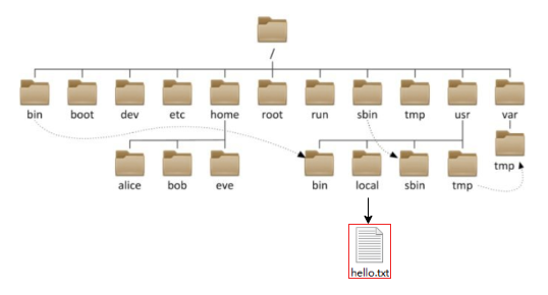 /
bin boot dev etc home root run sbin tmp usr var
alice bob eve bin local sbin tmp tmp
hello.txt